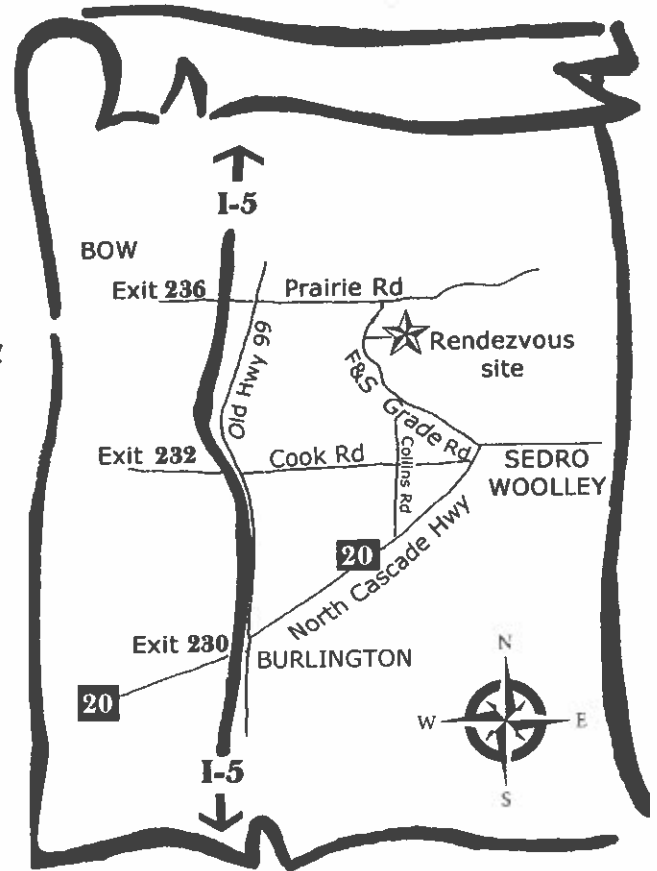 I-5
BOW
Exit 236
Prairie Rd
Old Hwy 99
Rendezvous
site
F&S Grade Rd
Exit 232
Cook Rd
Collins Rd
SEDRO
WOOLLEY
20
North Cascade Hwy
Exit 230
BURLINGTON
20
I-5
N
W
E
S